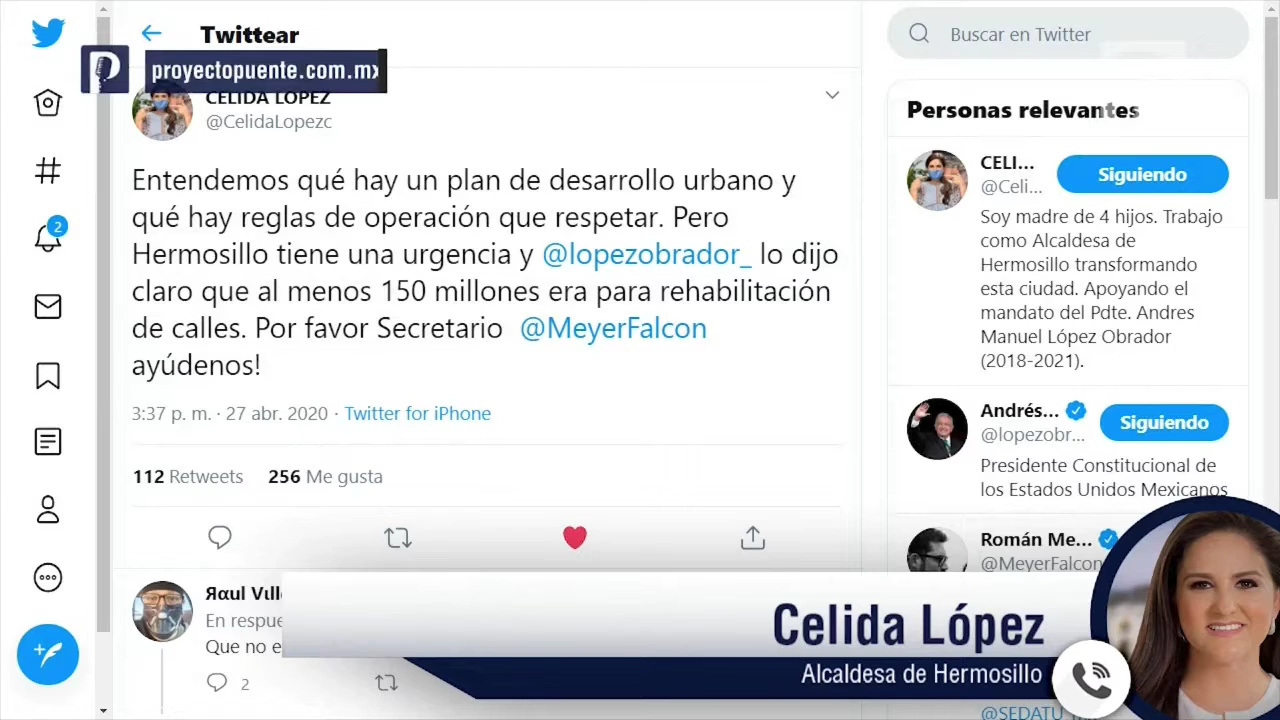 Twittear
proyectopuente.com.mx
CELIDA LOPEZ
@CelidaLopezc
Entendemos qué hay un plan de desarrollo urbano y
qué hay reglas de operación que respetar. Pero
Hermosillo tiene una urgencia y @lopezobrador_ lo dijo
claro que al menos 150 millones era para rehabilitación
de calles. Por favor Secretario @MeyerFalcon
ayúdenos!
3:37 p. m. · 27 abr. 2020 · Twitter for iPhone
112 Retweets 256 Me gusta
En respue
Que no e
2
2
Buscar en Twitter
Personas relevantes
CELI...
@Celi...
Siguiendo
Soy madre de 4 hijos. Trabajo
como Alcaldesa de
Hermosillo transformando
esta ciudad. Apoyando el
mandato del Pdte. Andres
Manuel López Obrador
(2018-2021).
Andrés...
@lopezobr...
Siguiendo
Presidente Constitucional de
los Estados Unidos Mexicanos
Román Me...
@MeyerFalcon
@SEDATU
Celida López
Alcaldesa de Hermosillo